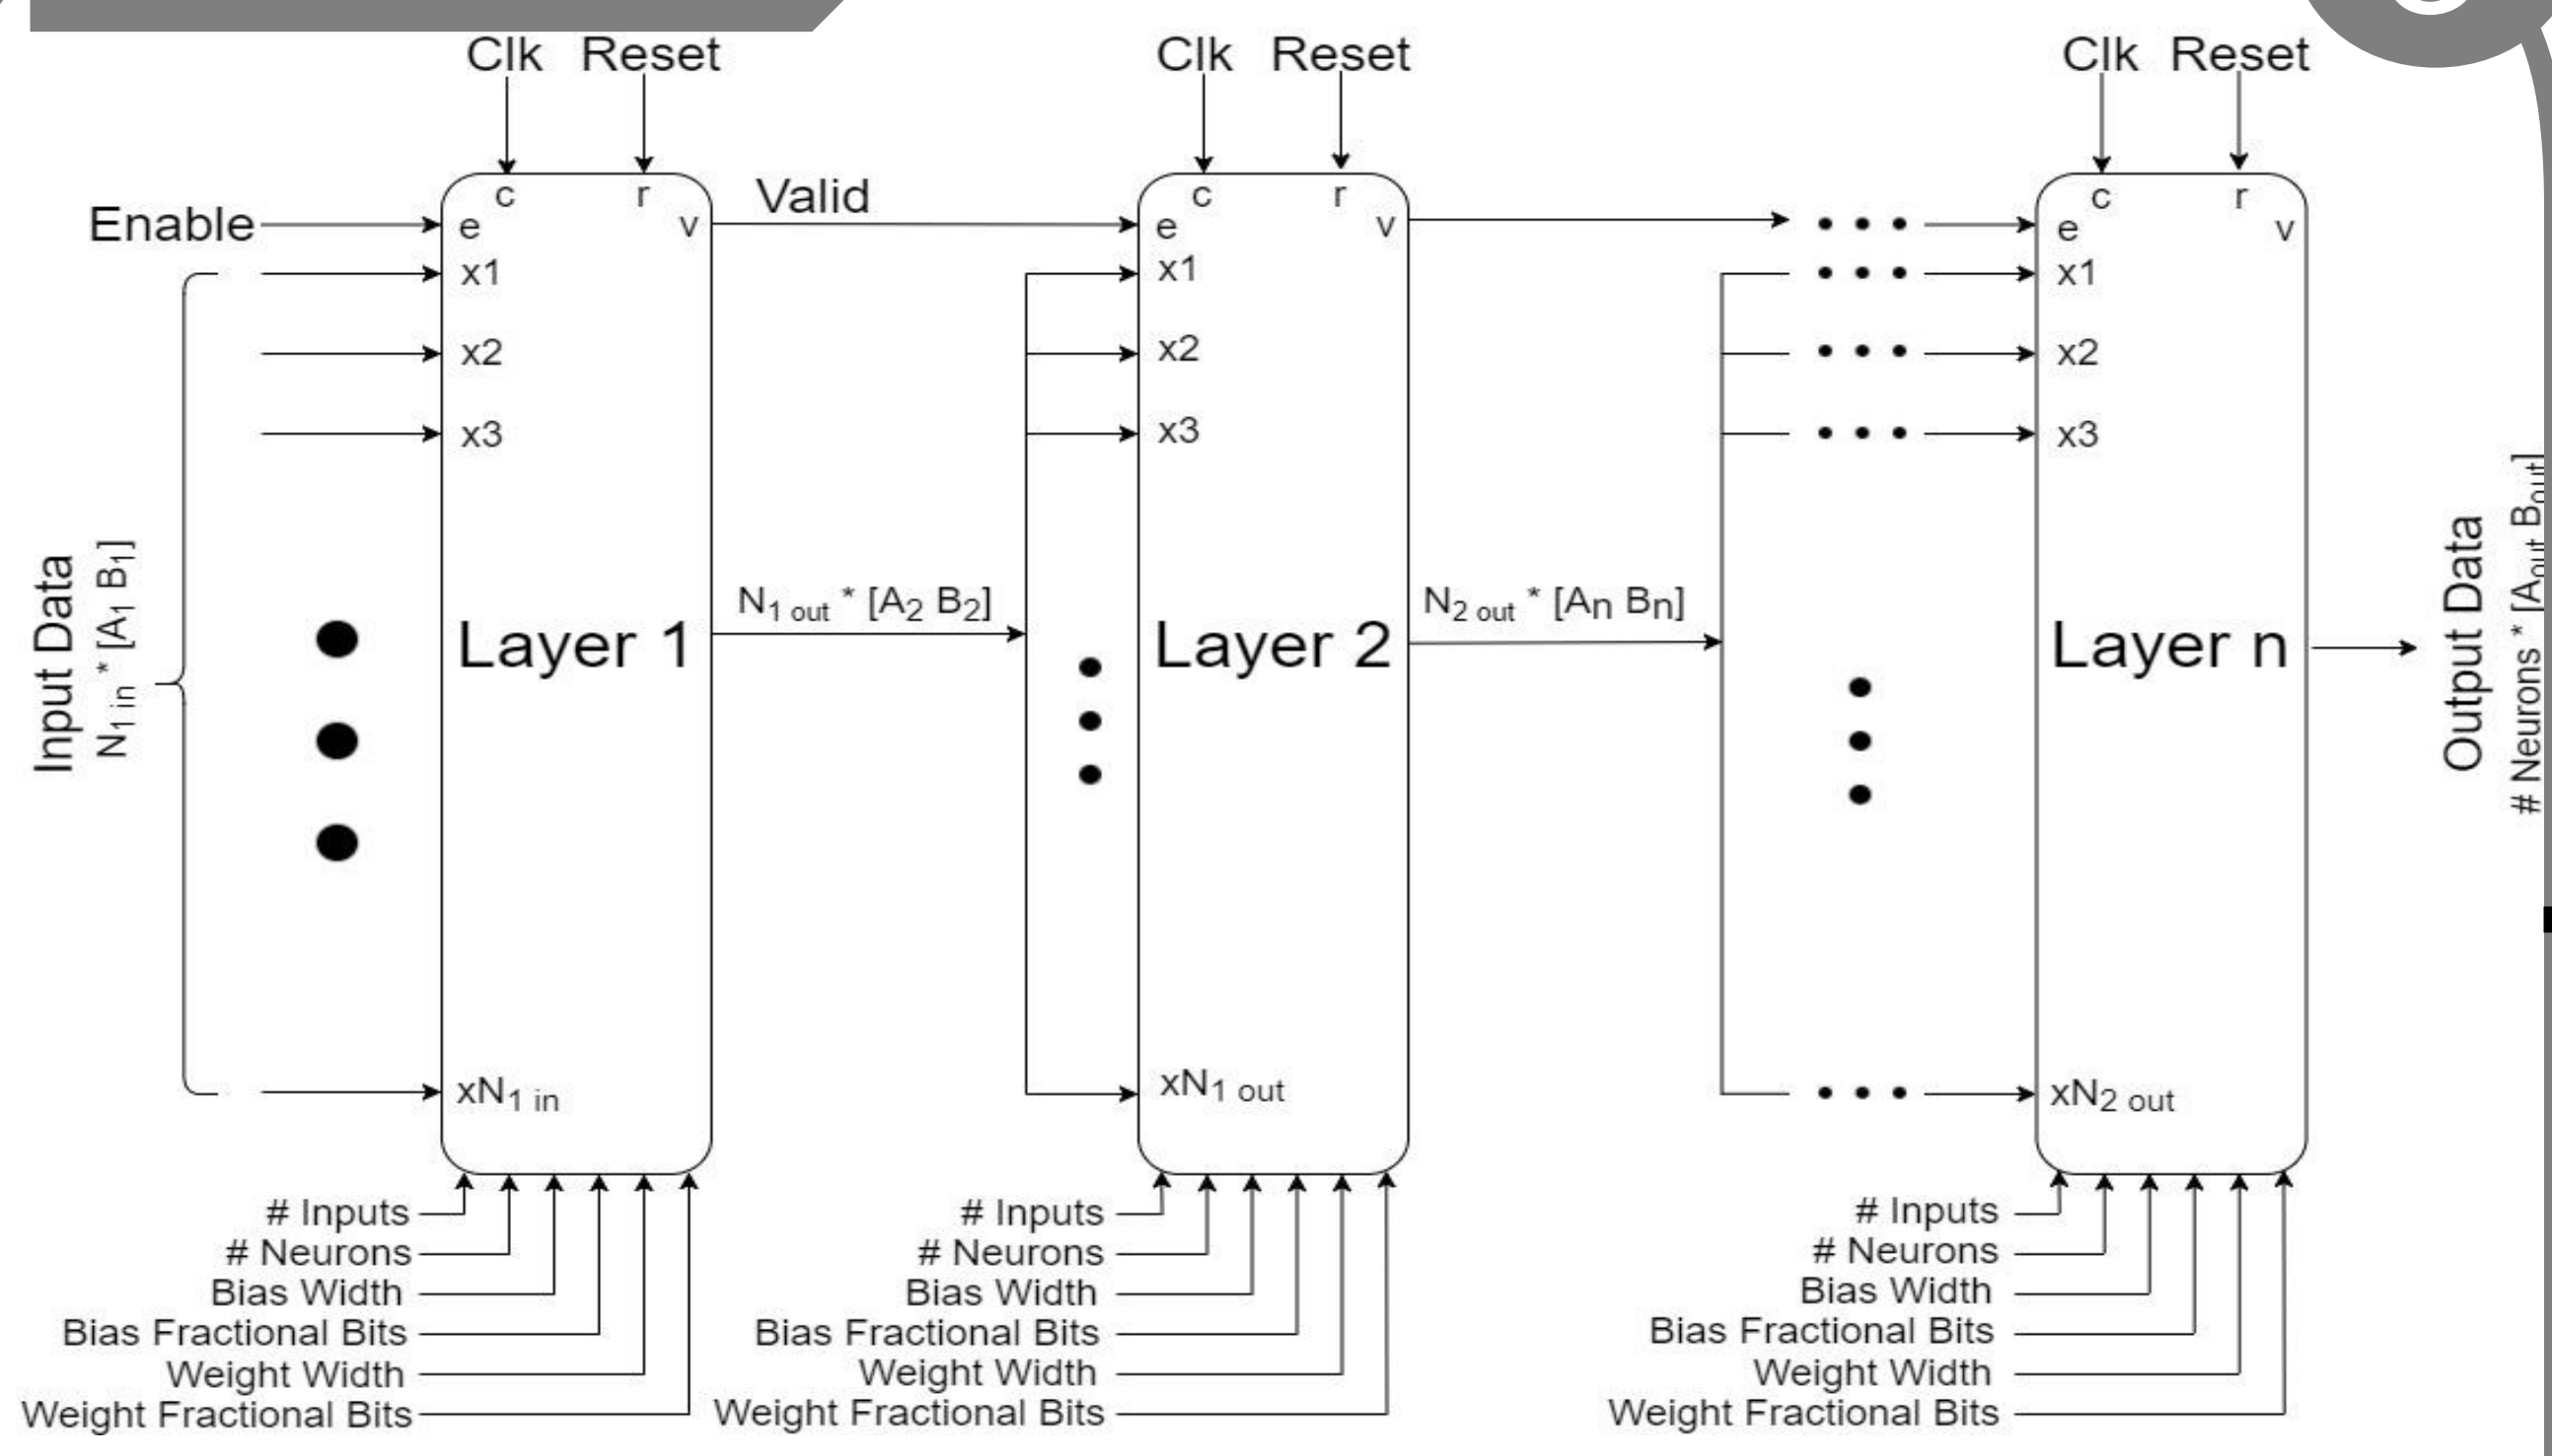 Clk Reset
Clk Reset
Clk Reset
c r
c r
c r
Enable
e
v
Valid
e
v
e
v
x1
x1
x1
x2
x2
x2
x3
x3
x3
Input Data
N1 in * [A1 B1]
Layer 1
N1 out * [A2 B2]
Layer 2
N2 out * [An Bn]
Layer n
Output Data
# Neurons * [Aout Bout]
xN1 in
xN1 out
xN2 out
# Inputs
# Neurons
Bias Width
Bias Fractional Bits
Weight Width
Weight Fractional Bits
# Inputs
# Neurons
Bias Width
Bias Fractional Bits
Weight Width
Weight Fractional Bits
# Inputs
# Neurons
Bias Width
Bias Fractional Bits
Weight Width
Weight Fractional Bits